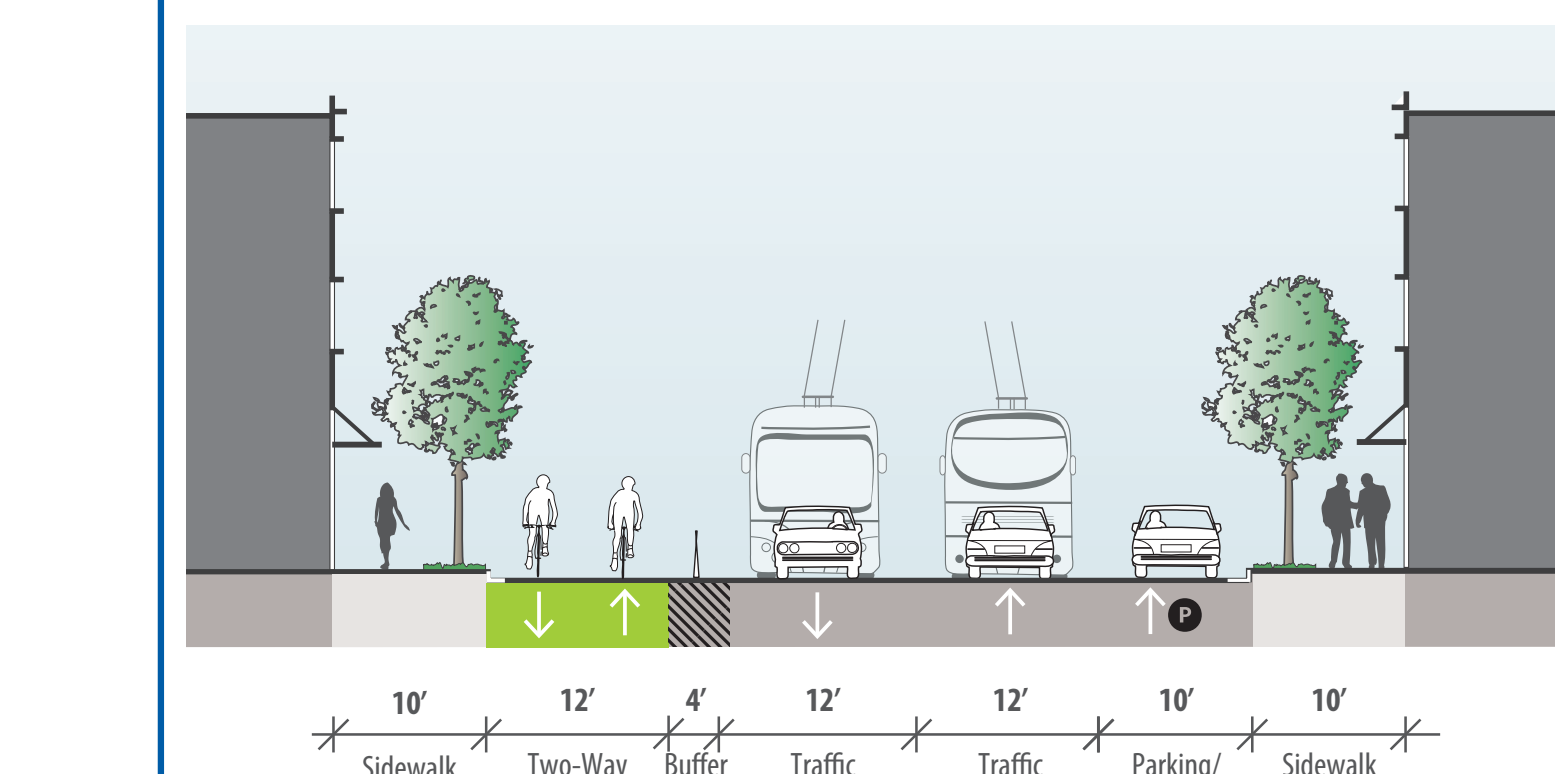 P
10’ 12’ 4’ 12’ 12’ 10’ 10’
Sidewalk Two-Way Buffer Traffic Traffic Parking/ Sidewalk